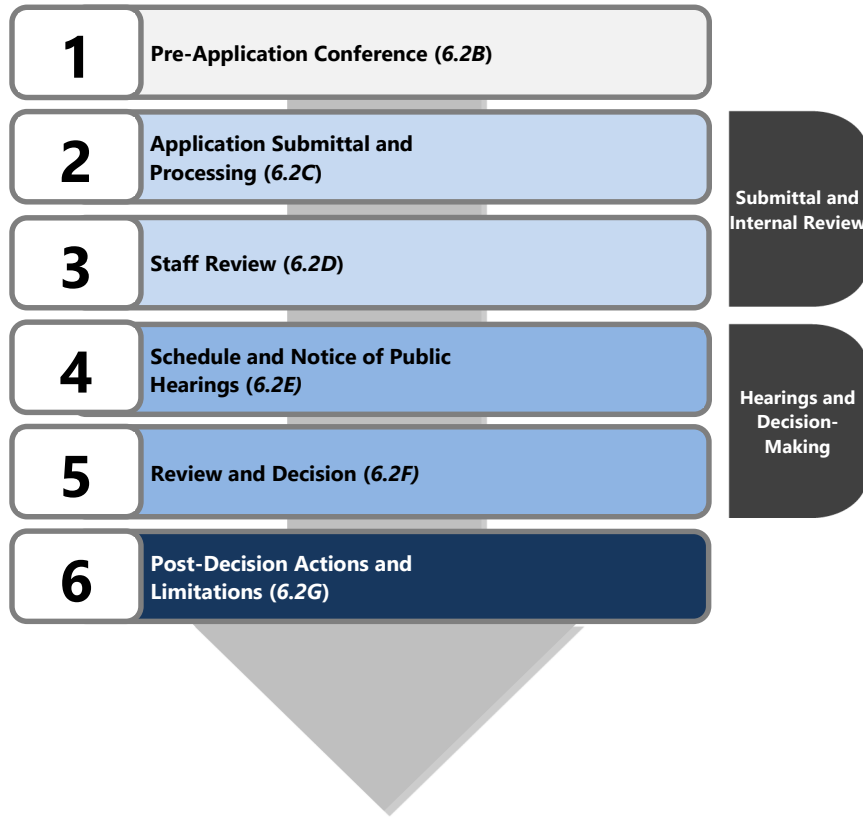 1
Pre-Application Conference (6.2B)
2
Application Submittal and
Processing (6.2C)
3
Staff Review (6.2D)
Submittal and
Internal Review
4
Schedule and Notice of Public
Hearings (6.2E)
5
Review and Decision (6.2F)
Hearings and
Decision-
Making
6
Post-Decision Actions and
Limitations (6.2G)